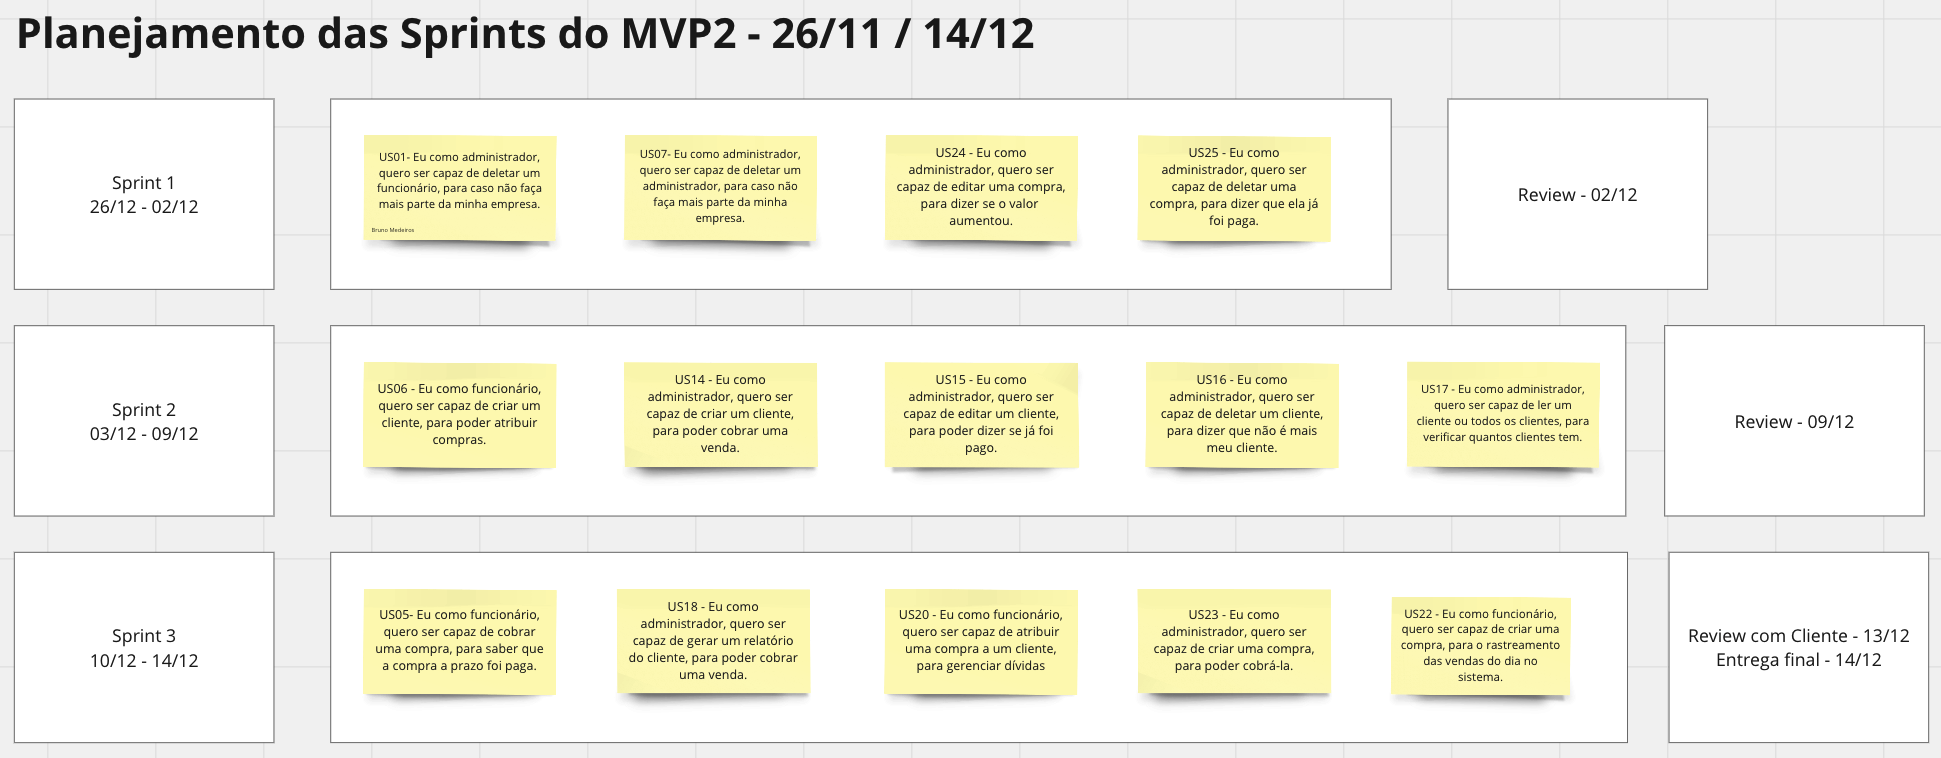 Planejamento das Sprints do MVP2 - 26/11 / 14/12
Sprint 1
26/12 - 02/12
US01- Eu como administrador,
quero ser capaz de deletar um
funcionário, para caso não faça
mais parte da minha empresa.
Bruno Medeiros
US07- Eu como administrador,
quero ser capaz de deletar um
administrador, para caso não
faça mais parte da minha
empresa.
US24 - Eu como
administrador, quero ser
capaz de editar uma compra,
para dizer se o valor
aumentou.
US25 - Eu como
administrador, quero ser
capaz de deletar uma
compra, para dizer que ela já
foi paga.
Review - 02/12
Sprint 2
03/12 - 09/12
US06 - Eu como funcionário,
quero ser capaz de criar um
cliente, para poder atribuir
compras.
US14 - Eu como
administrador, quero ser
capaz de criar um cliente,
para poder cobrar uma
venda.
US15 - Eu como
administrador, quero ser
capaz de editar um cliente,
para poder dizer se já foi
pago.
US16 - Eu como
administrador, quero ser
capaz de deletar um cliente,
para dizer que não é mais
meu cliente.
US17 - Eu como administrador,
quero ser capaz de ler um
cliente ou todos os clientes, para
verificar quantos clientes tem.
Review - 09/12
Sprint 3
10/12 - 14/12
US05- Eu como funcionário,
quero ser capaz de cobrar
uma compra, para saber que
a compra a prazo foi paga.
US18 - Eu como
administrador, quero ser
capaz de gerar um relatório
do cliente, para poder cobrar
uma venda.
US20 - Eu como funcionário,
quero ser capaz de atribuir
uma compra a um cliente,
para gerenciar dívidas
US23 - Eu como
administrador, quero ser
capaz de criar uma compra,
para poder cobrá-la.
US22 - Eu como funcionário,
quero ser capaz de criar uma
compra, para o rastreamento
das vendas do dia no
sistema.
Review com Cliente - 13/12
Entrega final - 14/12